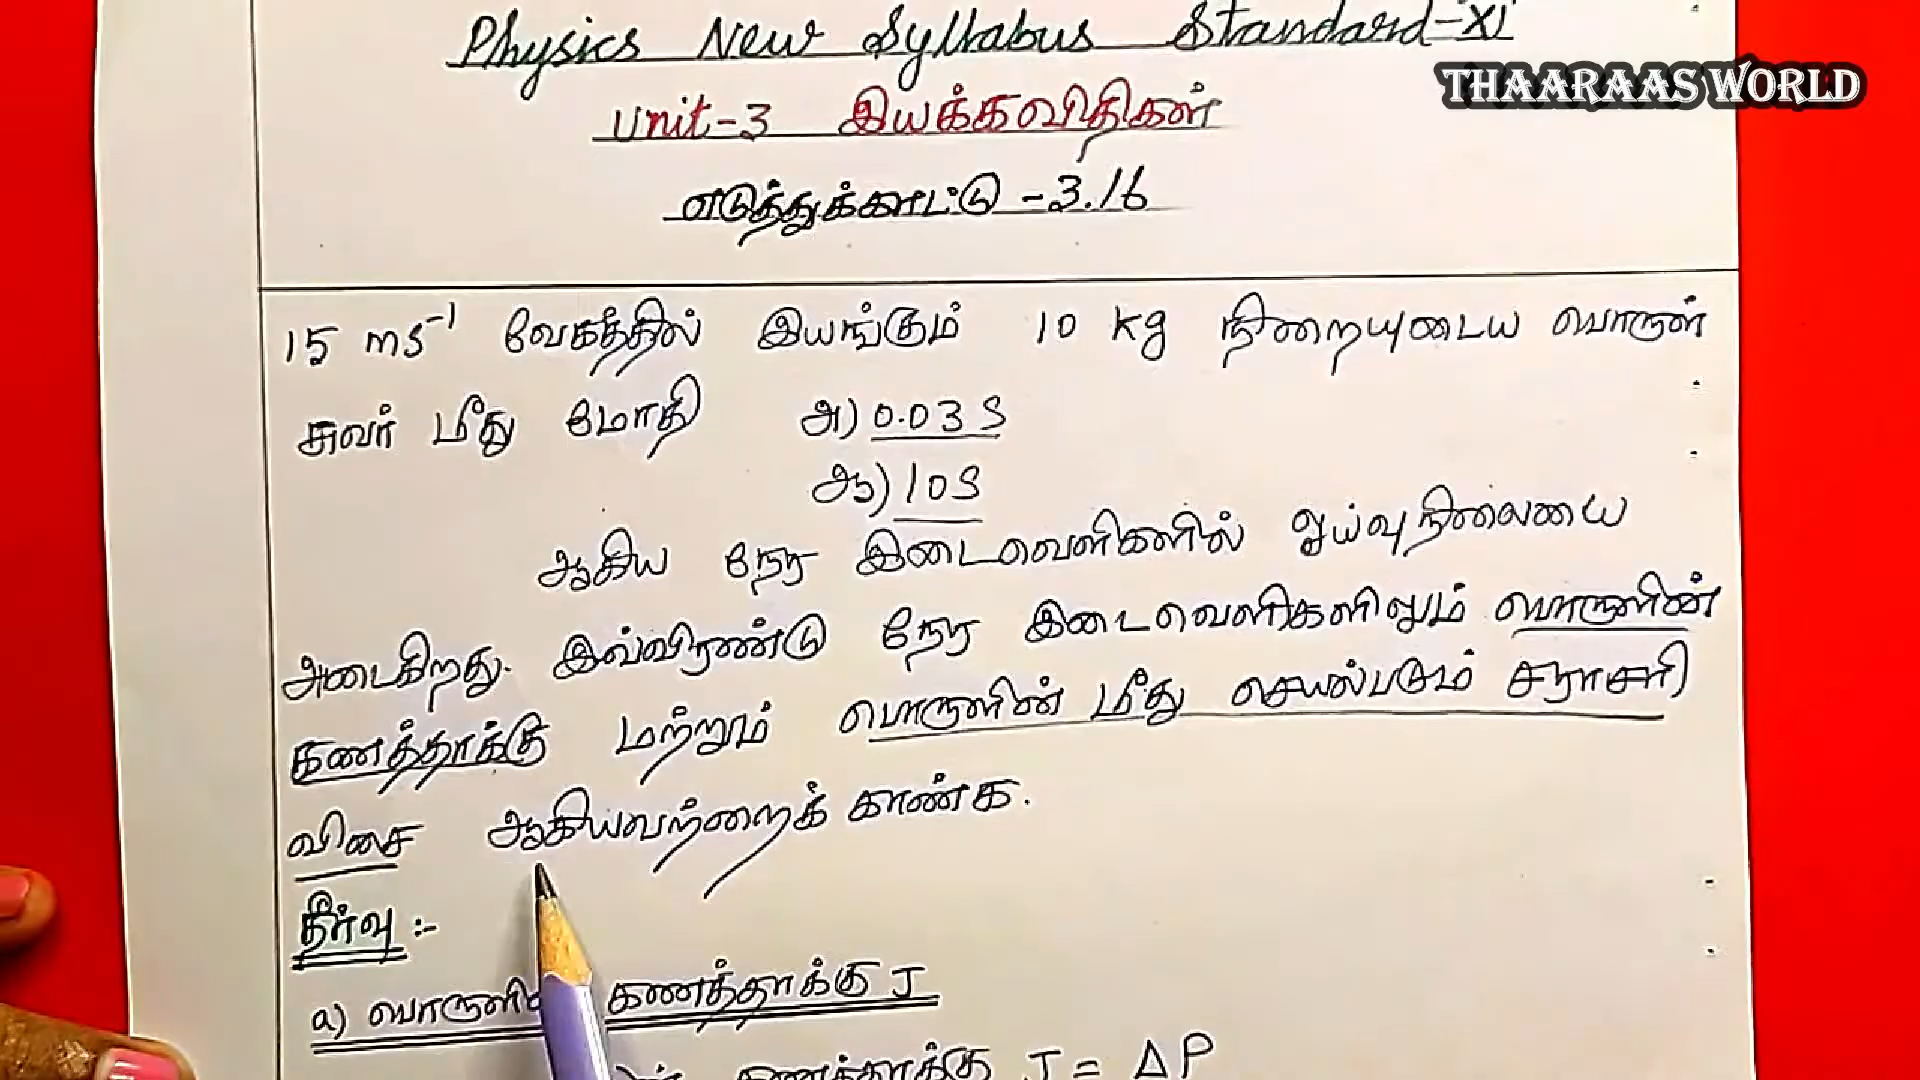 Physics New Syllabus Standard-XI
THAARAAS WORLD
Unit-3 இயக்கவிதிகள்
எடுத்துக்காட்டு - 3.16
15 ms⁻¹ வேகத்தில் இயங்கும் 10 kg நிறையுடைய பொருள்
சுவர் மீது மோதி அ) 0.03 S
ஆ) 10 S
ஆகிய நேர இடைவெளிகளில் ஓய்வுநிலையை
அடைகிறது. இவ்விரண்டு நேர இடைவெளிகளிலும் பொருளின்
கணத்தாக்கு மற்றும் பொருளின் மீது செயல்படும் சராசரி
விசை ஆகியவற்றைக் காண்க.
தீர்வு :-
a) கணத்தாக்கு J
கணத்தாக்கு J = ΔP